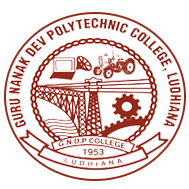 GURU NANAK DEV POLYTECHNIC COLLEGE, LUDHIANA
G.N.D.P COLLEGE
1953
LUDHIANA